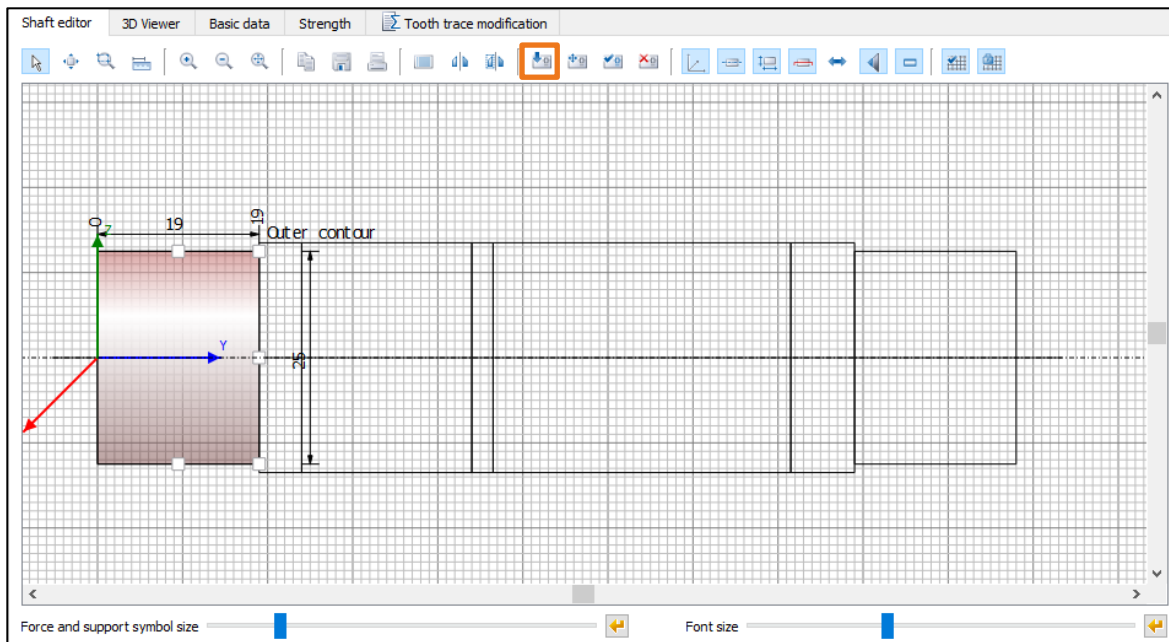 Shaft editor
3D Viewer
Basic data
Strength
Tooth trace modification
0
19
19
Z
Outer contour
Y
25
Force and support symbol size
Font size